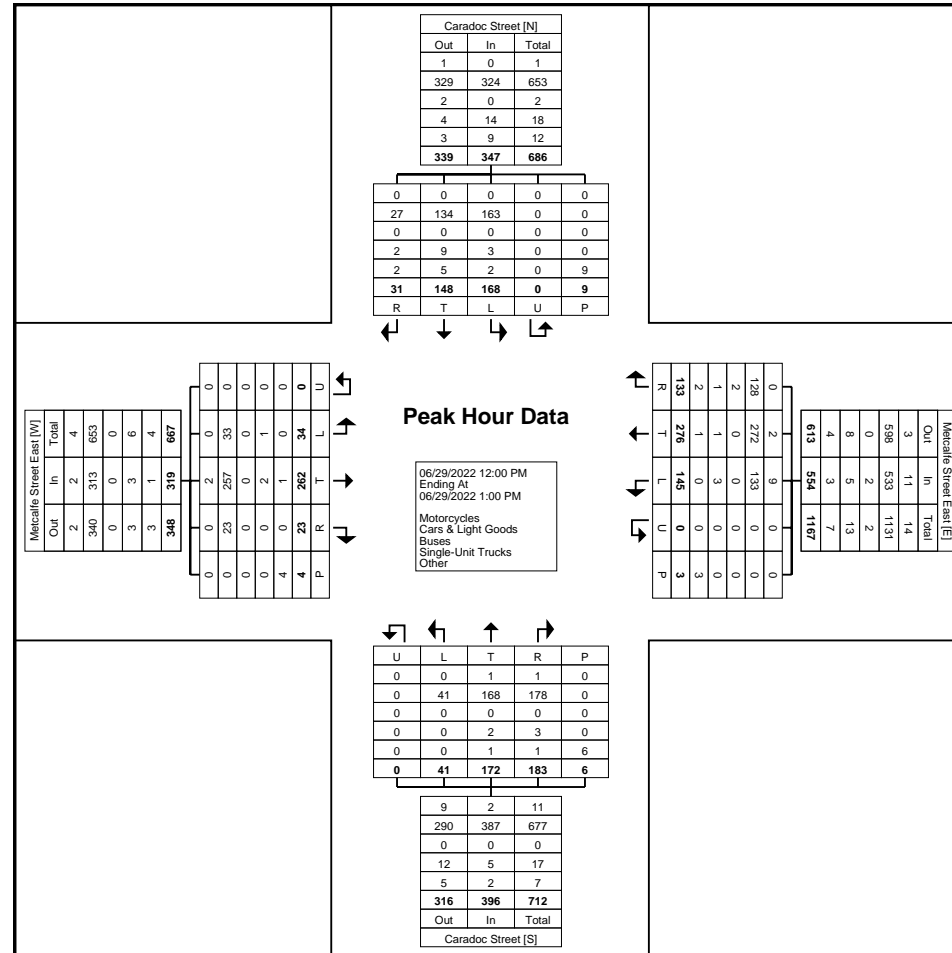 Caradoc Street [N]
Out In Total
1 0 1
329 324 653
2 0 2
4 14 18
3 9 12
339 347 686
0 0 0 0 0
27 134 163 0 0
0 0 0 0 0
2 9 3 0 0
2 5 2 0 9
31 148 168 0 9
R T L U P
Metcalfe Street East [W]
Out In Total
2 2 4
340 313 653
0 0 0
3 3 6
3 1 4
348 319 667
0 0 2 0 0
0 23 257 33 0
0 0 0 0 0
0 0 2 1 0
4 0 1 0 0
4 23 262 34 0
P R T L U
Peak Hour Data
06/29/2022 12:00 PM
Ending At
06/29/2022 1:00 PM
Motorcycles
Cars & Light Goods
Buses
Single-Unit Trucks
Other
Metcalfe Street East [E]
Out In Total
3 11 14
598 533 1131
0 2 2
8 5 13
4 3 7
613 554 1167
0 2 9 0 0
128 272 133 0 0
2 0 0 0 0
1 1 3 0 0
2 1 0 0 3
133 276 145 0 3
R T L U P
U L T R P
0 0 1 1 0
0 41 168 178 0
0 0 0 0 0
0 0 2 3 0
0 0 1 1 6
0 41 172 183 6
9 2 11
290 387 677
0 0 0
12 5 17
5 2 7
316 396 712
Out In Total
Caradoc Street [S]